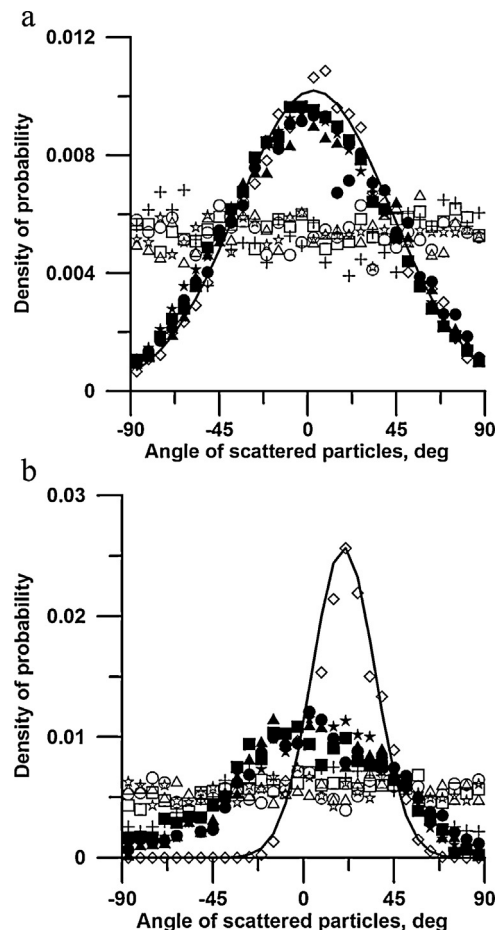 a
0.012
0.008
0.004
0
Density of probability
-90 -45 0 45 90
Angle of scattered particles, deg
b
0.03
0.02
0.01
0
Density of probability
-90 -45 0 45 90
Angle of scattered particles, deg